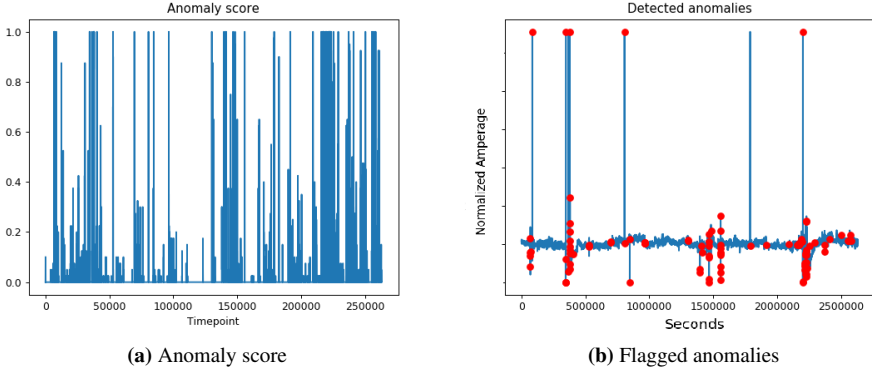 Anomaly score
1.0
0.8
0.6
0.4
0.2
0.0
0 50000 100000 150000 200000 250000
Timepoint
(a) Anomaly score
Detected anomalies
Normalized Amperage
0 500000 1000000 1500000 2000000 2500000
Seconds
(b) Flagged anomalies